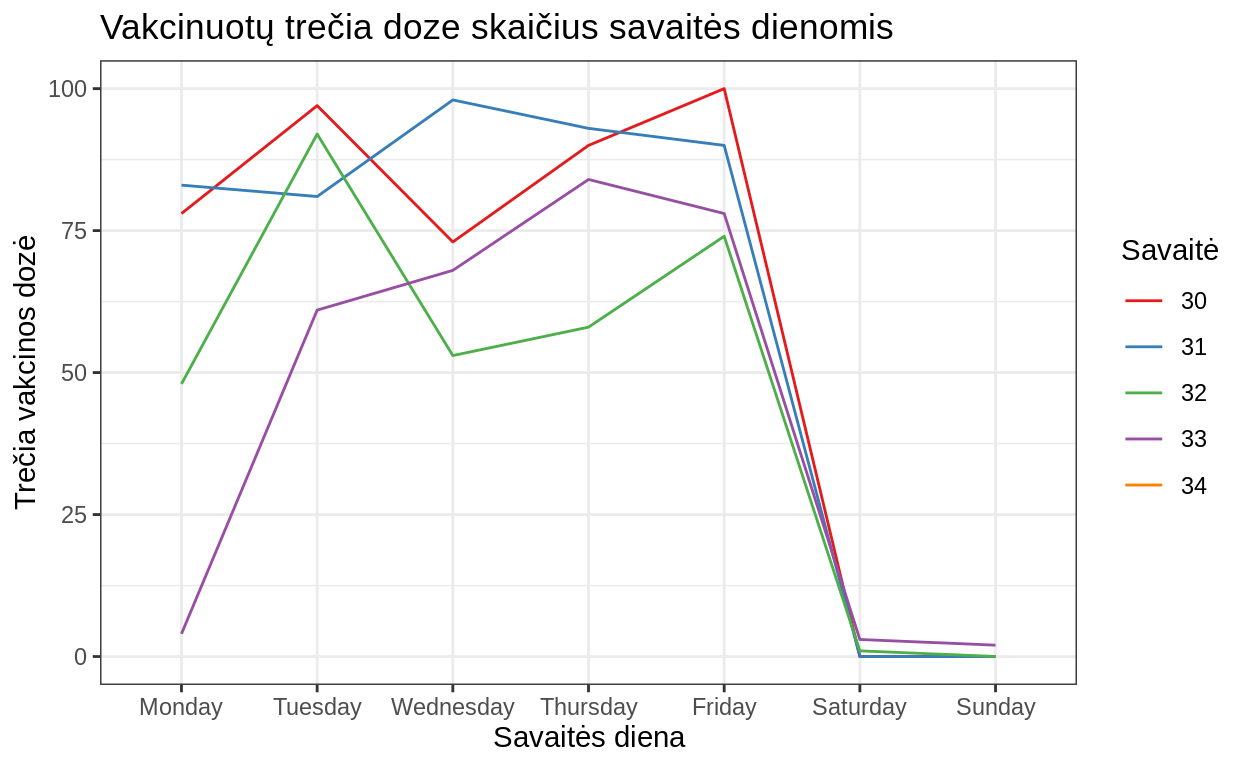 Vakcinuotų trečia doze skaičius savaitės dienomis
Trečia vakcinos dozė
100
75
50
25
0
Monday Tuesday Wednesday Thursday Friday Saturday Sunday
Savaitės diena
Savaitė
30
31
32
33
34